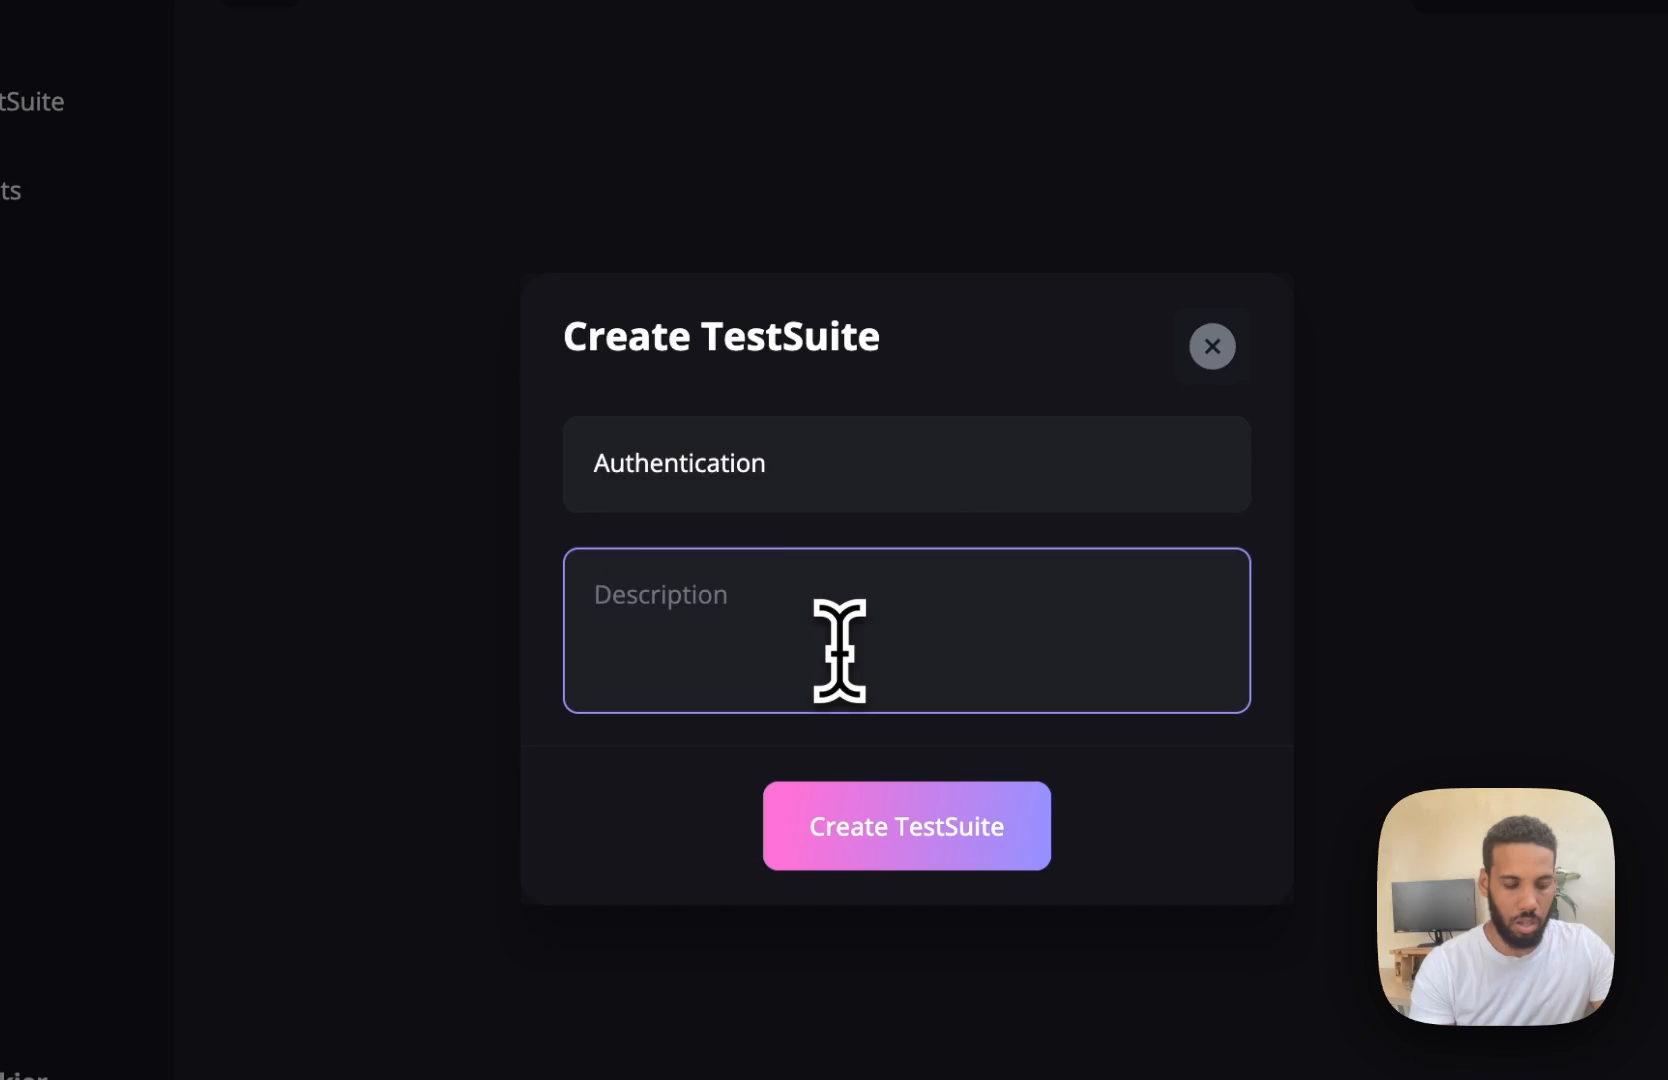 tSuite
ts
Create TestSuite
Authentication
Description
Create TestSuite